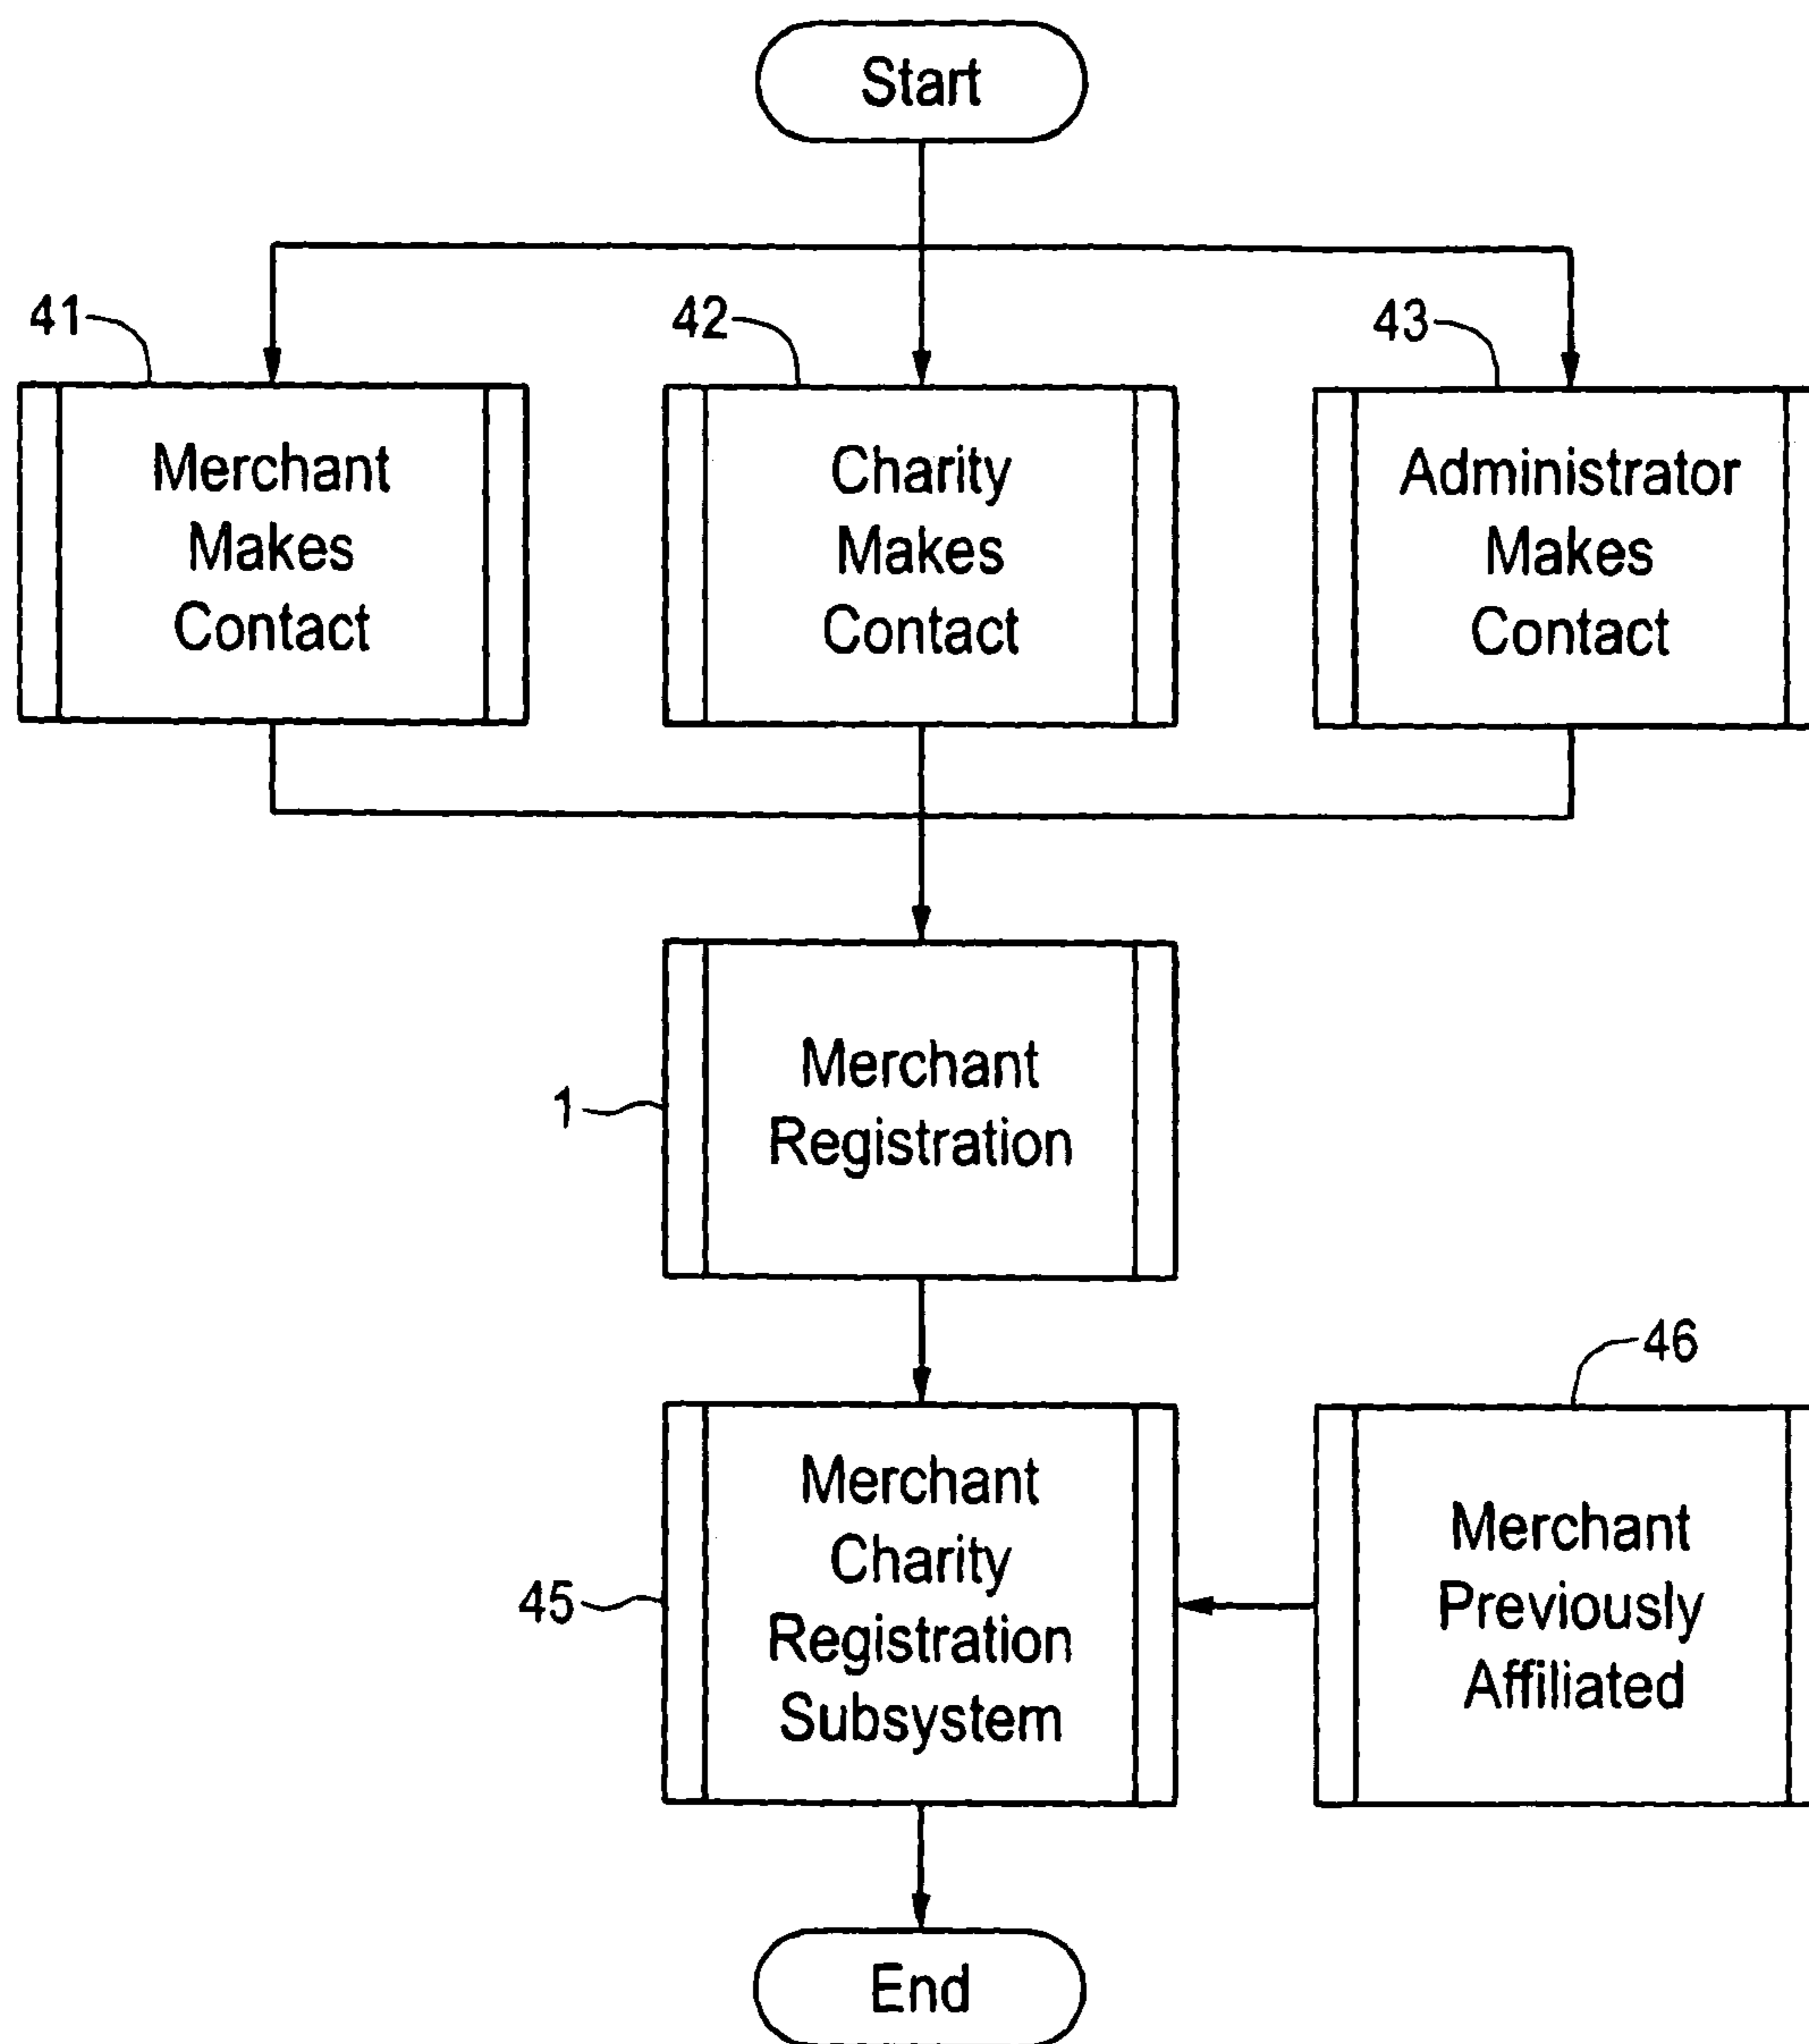 Start
41
42
43
Merchant
Makes
Contact
Charity
Makes
Contact
Administrator
Makes
Contact
1
Merchant
Registration
46
45
Merchant
Charity
Registration
Subsystem
Merchant
Previously
Affiliated
End